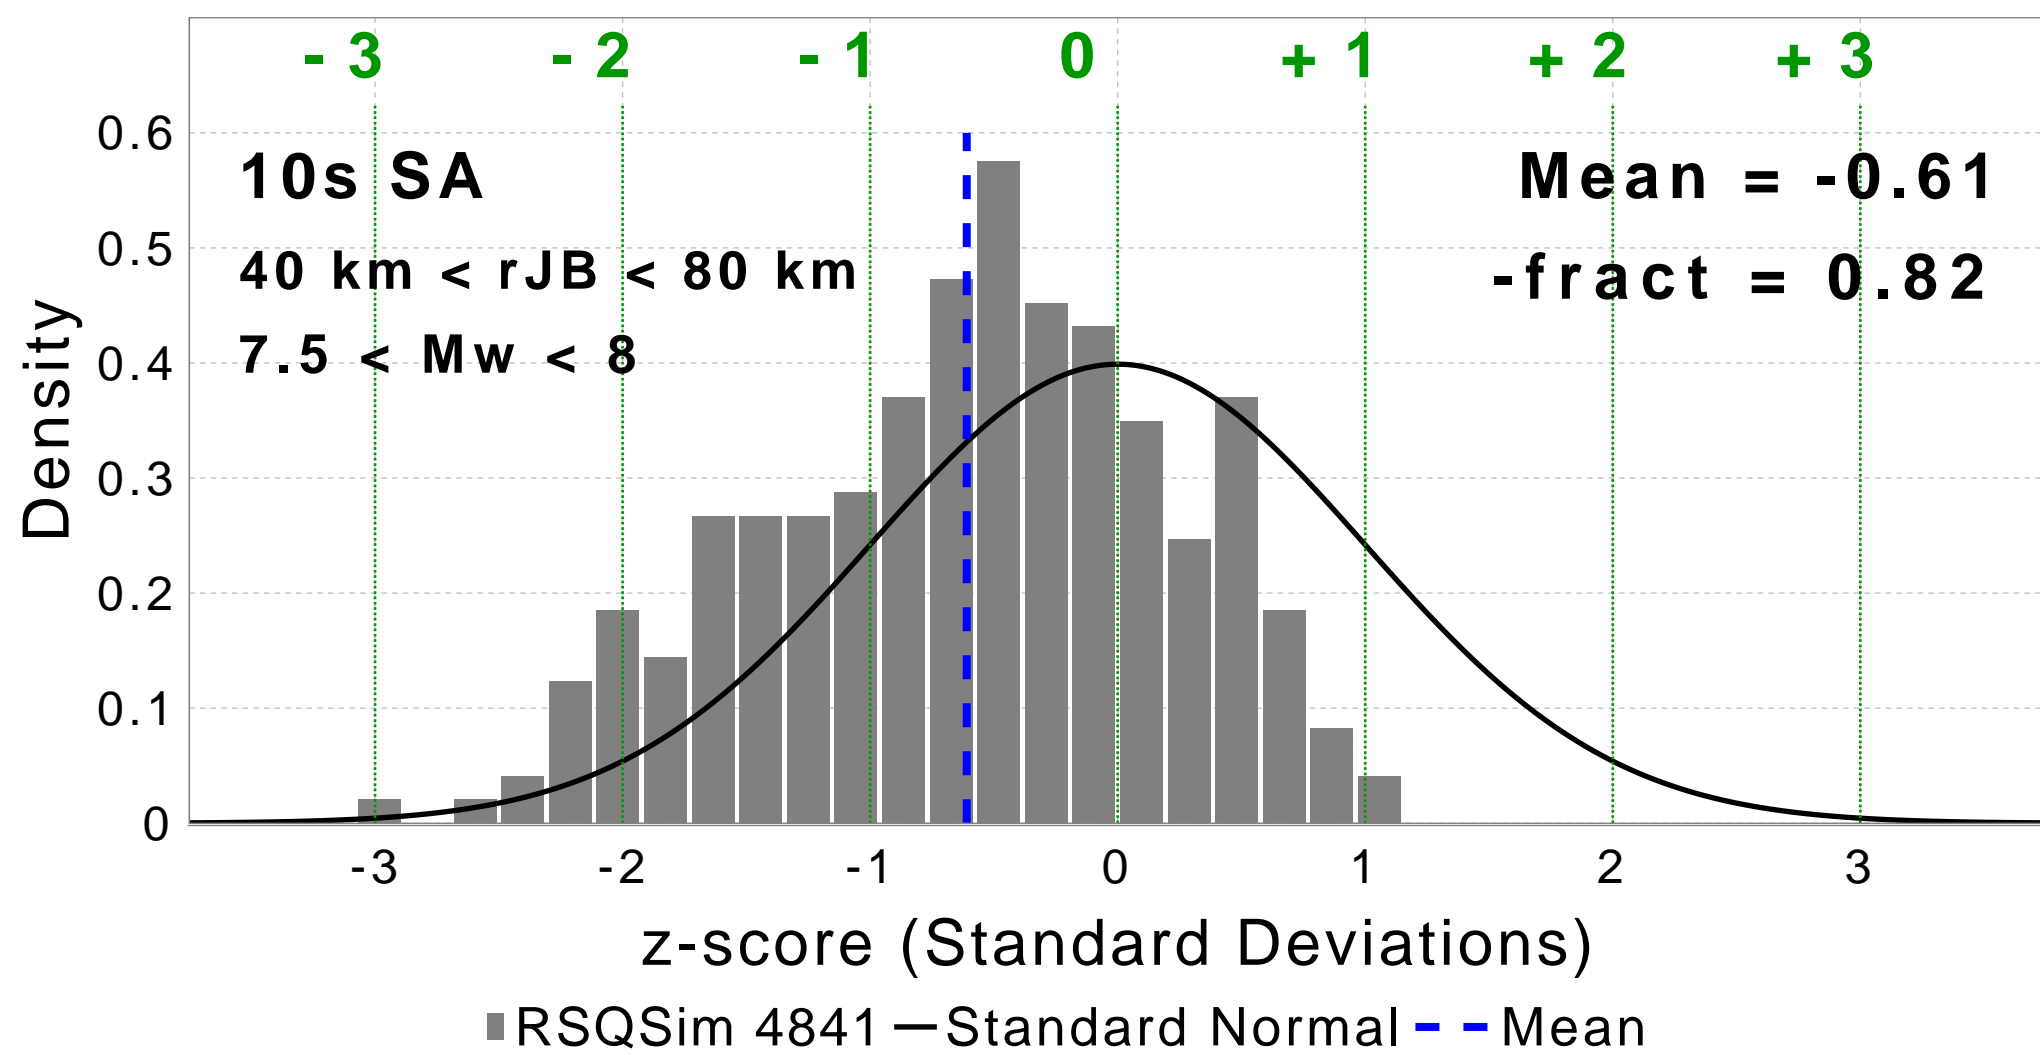 - 3 - 2 - 1 0 + 1 + 2 + 3
0.6
0.5
0.4
0.3
0.2
0.1
0
Density
10s SA
40 km < rJB < 80 km
7.5 < Mw < 8
Mean = -0.61
-fract = 0.82
-3 -2 -1 0 1 2 3
z-score (Standard Deviations)
RSQSim 4841 Standard Normal Mean